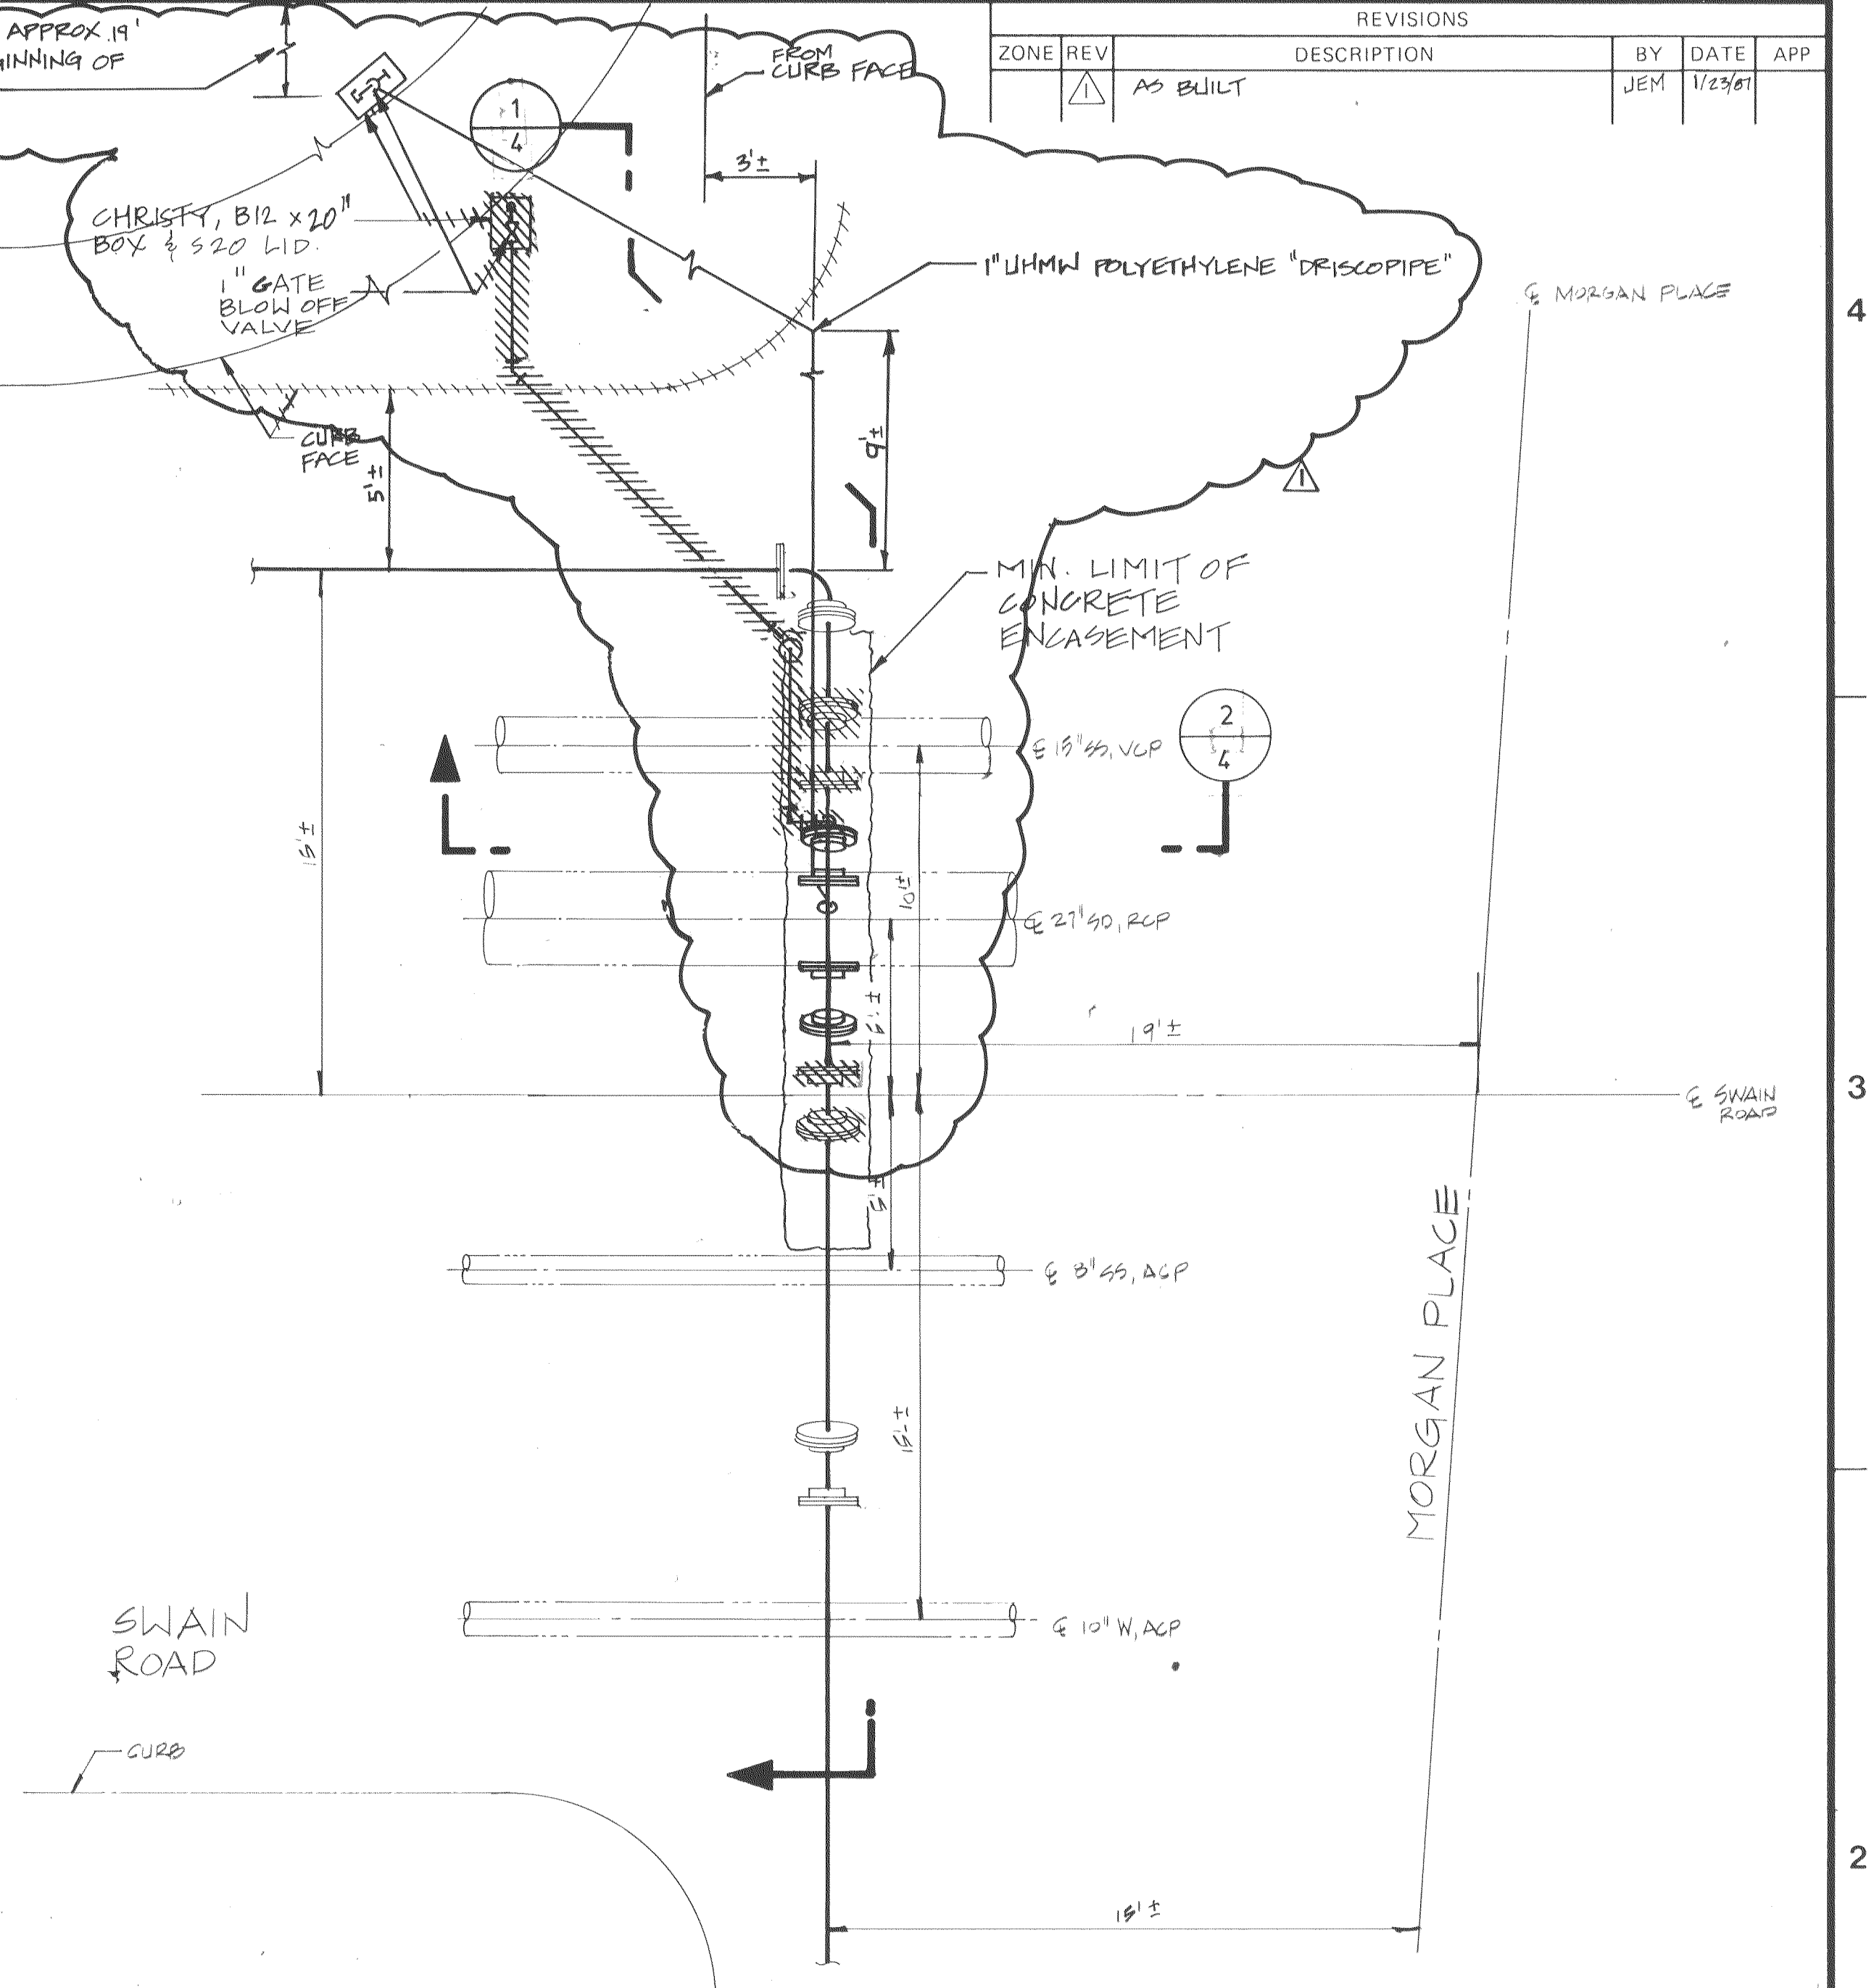 APPROX. 19'
GINNING OF
REVISIONS
ZONE REV DESCRIPTION BY DATE APP
1 AS BUILT JEM 1/23/87
FROM
CURB FACE
1
4
3'±
CHRISTY, B12 x 20"
BOX & S20 LID.
1" GATE
BLOW OFF
VALVE
1" UHMW POLYETHYLENE "DRISCOPIPE"
℄ MORGAN PLACE
4
CURB
FACE
5'±
9'±
1
MIN. LIMIT OF
CONCRETE
ENCASEMENT
2
4
℄ 15" SS, VCP
15'±
10'±
℄ 27" SD, RCP
5'±
19'±
℄ SWAIN
ROAD
3
5'±
℄ 8" SS, ACP
MORGAN PLACE
15'±
SWAIN
ROAD
℄ 10" W, ACP
CURB
2
15'±